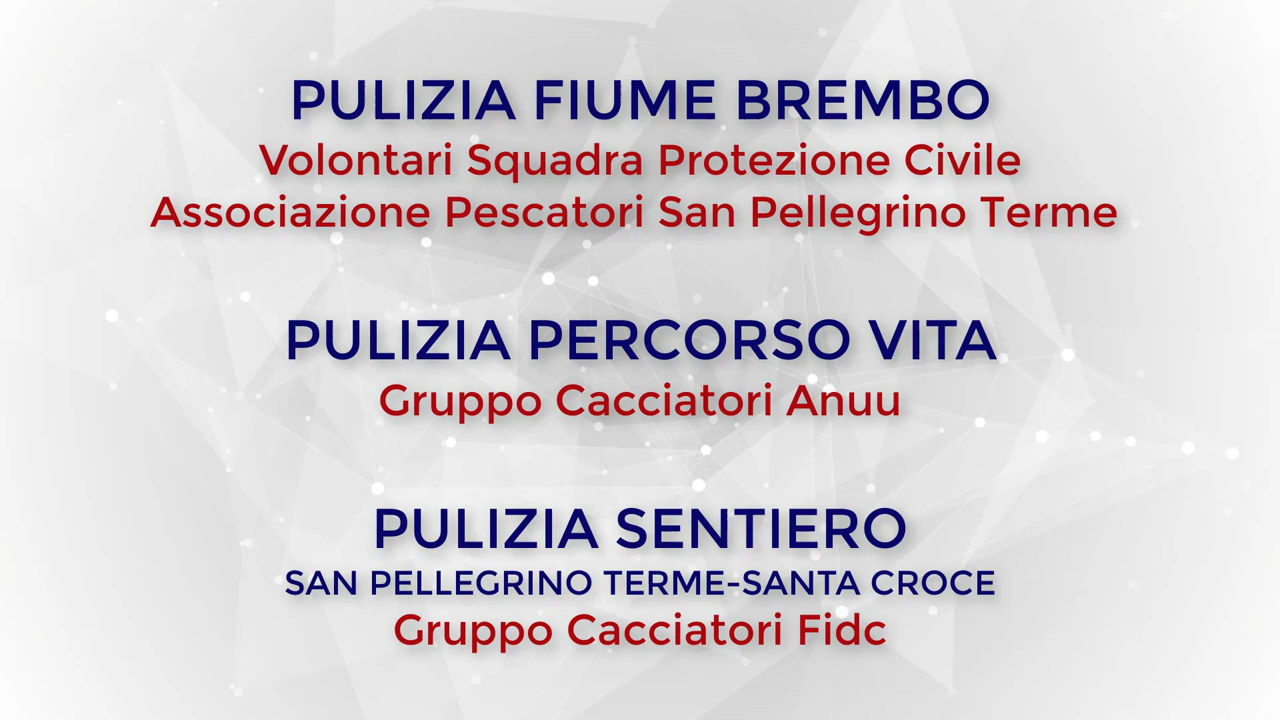 PULIZIA FIUME BREMBO
Volontari Squadra Protezione Civile
Associazione Pescatori San Pellegrino Terme
PULIZIA PERCORSO VITA
Gruppo Cacciatori Anuu
PULIZIA SENTIERO
SAN PELLEGRINO TERME-SANTA CROCE
Gruppo Cacciatori Fidc